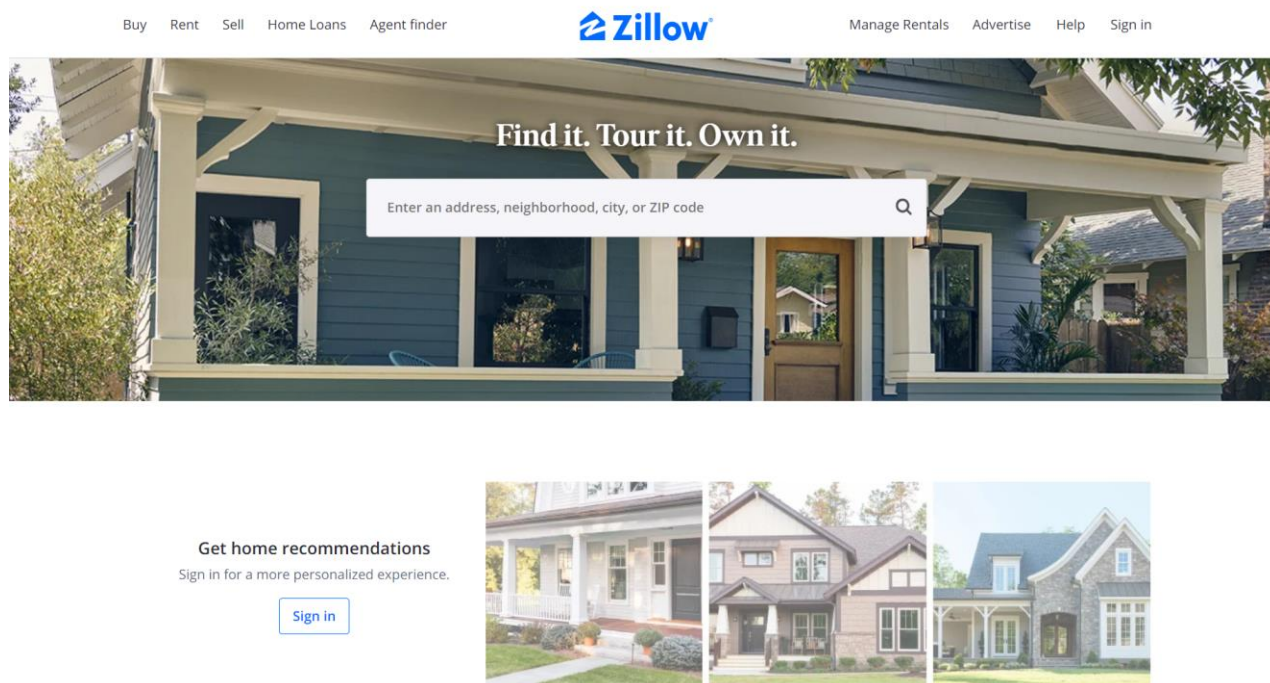 Buy Rent Sell Home Loans Agent finder Zillow Manage Rentals Advertise Help Sign in
Find it. Tour it. Own it.
Enter an address, neighborhood, city, or ZIP code
Get home recommendations
Sign in for a more personalized experience.
Sign in